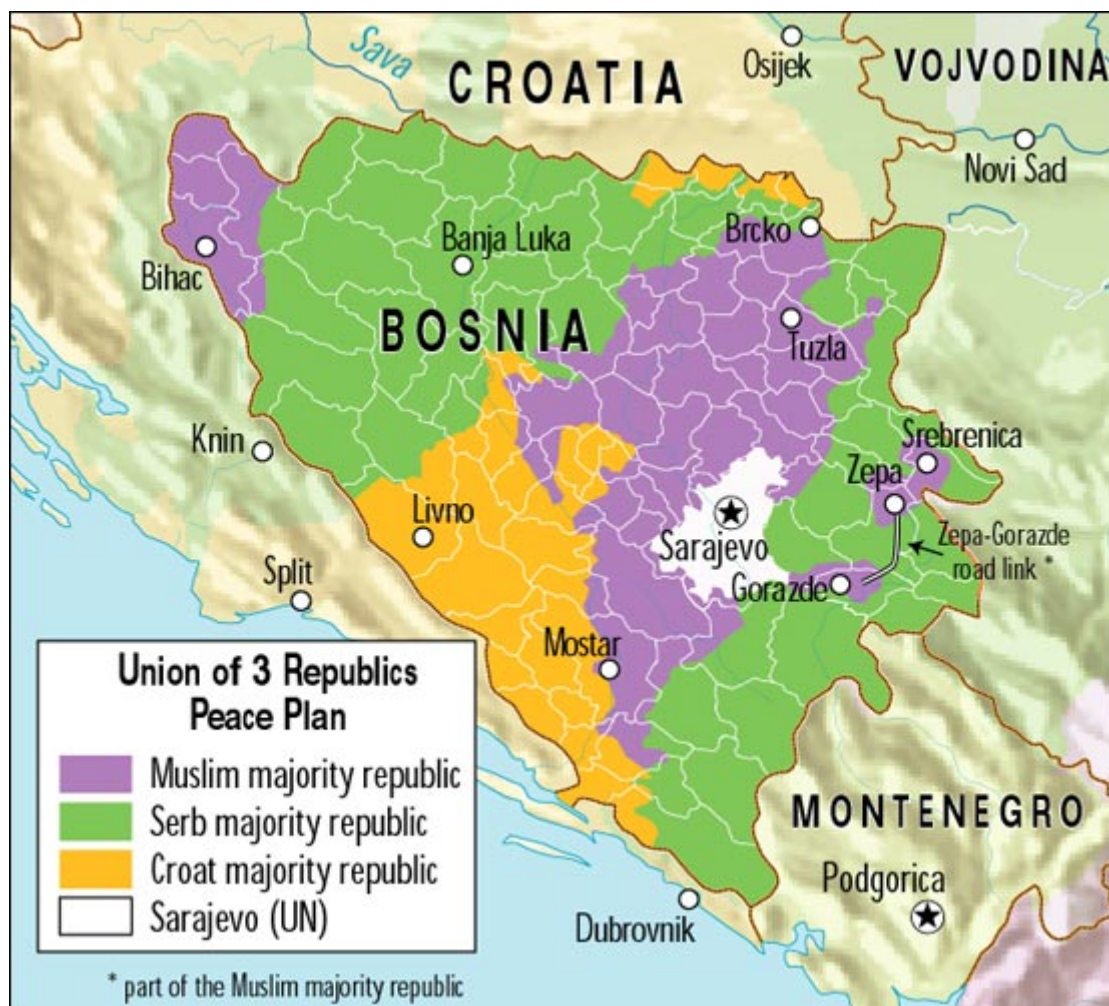 Sava
CROATIA
Osijek
VOJVODINA
Novi Sad
Brcko
Banja Luka
Bihac
BOSNIA
Tuzla
Knin
Srebrenica
Zepa
Livno
Sarajevo
Zepa-Gorazde
road link *
Split
Gorazde
Mostar
Union of 3 Republics
Peace Plan
Muslim majority republic
Serb majority republic
Croat majority republic
Sarajevo (UN)
MONTENEGRO
Podgorica
Dubrovnik
* part of the Muslim majority republic